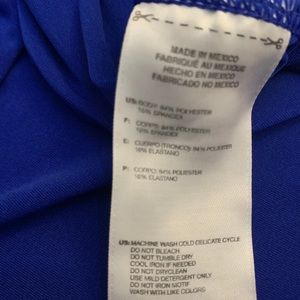 MADE IN MEXICO
FABRIQUÉ AU MEXIQUE
HECHO EN MEXICO
FABRICADO NO MEXICO
US: BODY: 84% POLYESTER
16% SPANDEX
F: CORPS: 84% POLYESTER
16% ELASTHANNE
E: CUERPO (TRONCO) 84% POLIESTER
16% ELASTANO
P: CORPO: 84% POLIESTER
16% ELASTANO
US: MACHINE WASH COLD DELICATE CYCLE
DO NOT BLEACH
DO NOT TUMBLE DRY
COOL IRON IF NEEDED
DO NOT DRYCLEAN
USE MILD DETERGENT ONLY
DO NOT IRON MOTIF
WASH WITH LIKE COLORS